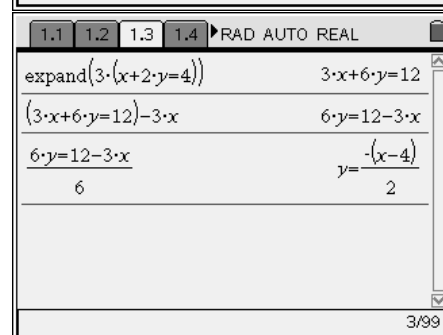 1.1 1.2 1.3 1.4 RAD AUTO REAL
expand(3·(x+2·y=4)) 3·x+6·y=12
(3·x+6·y=12)−3·x 6·y=12−3·x
6·y=12−3·x
6
y=
-(x−4)
2
3/99